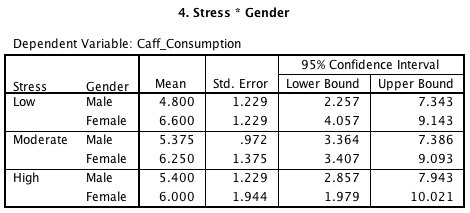 4. Stress * Gender
Dependent Variable: Caff_Consumption
95% Confidence Interval
Stress Gender Mean Std. Error Lower Bound Upper Bound
Low Male 4.800 1.229 2.257 7.343
Female 6.600 1.229 4.057 9.143
Moderate Male 5.375 .972 3.364 7.386
Female 6.250 1.375 3.407 9.093
High Male 5.400 1.229 2.857 7.943
Female 6.000 1.944 1.979 10.021